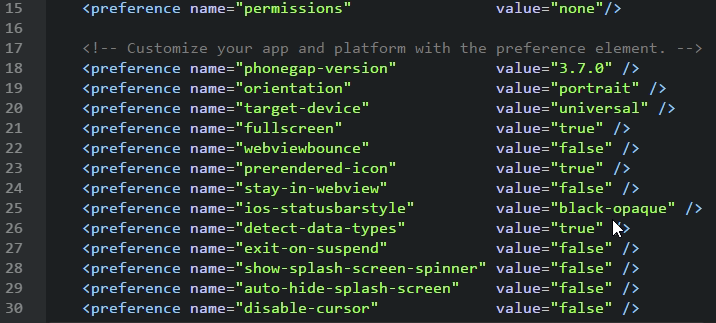 15 <preference name="permissions" value="none"/>
16
17 <!-- Customize your app and platform with the preference element. -->
18 <preference name="phonegap-version" value="3.7.0" />
19 <preference name="orientation" value="portrait" />
20 <preference name="target-device" value="universal" />
21 <preference name="fullscreen" value="true" />
22 <preference name="webviewbounce" value="false" />
23 <preference name="prerendered-icon" value="true" />
24 <preference name="stay-in-webview" value="false" />
25 <preference name="ios-statusbarstyle" value="black-opaque" />
26 <preference name="detect-data-types" value="true" />
27 <preference name="exit-on-suspend" value="false" />
28 <preference name="show-splash-screen-spinner" value="false" />
29 <preference name="auto-hide-splash-screen" value="false" />
30 <preference name="disable-cursor" value="false" />